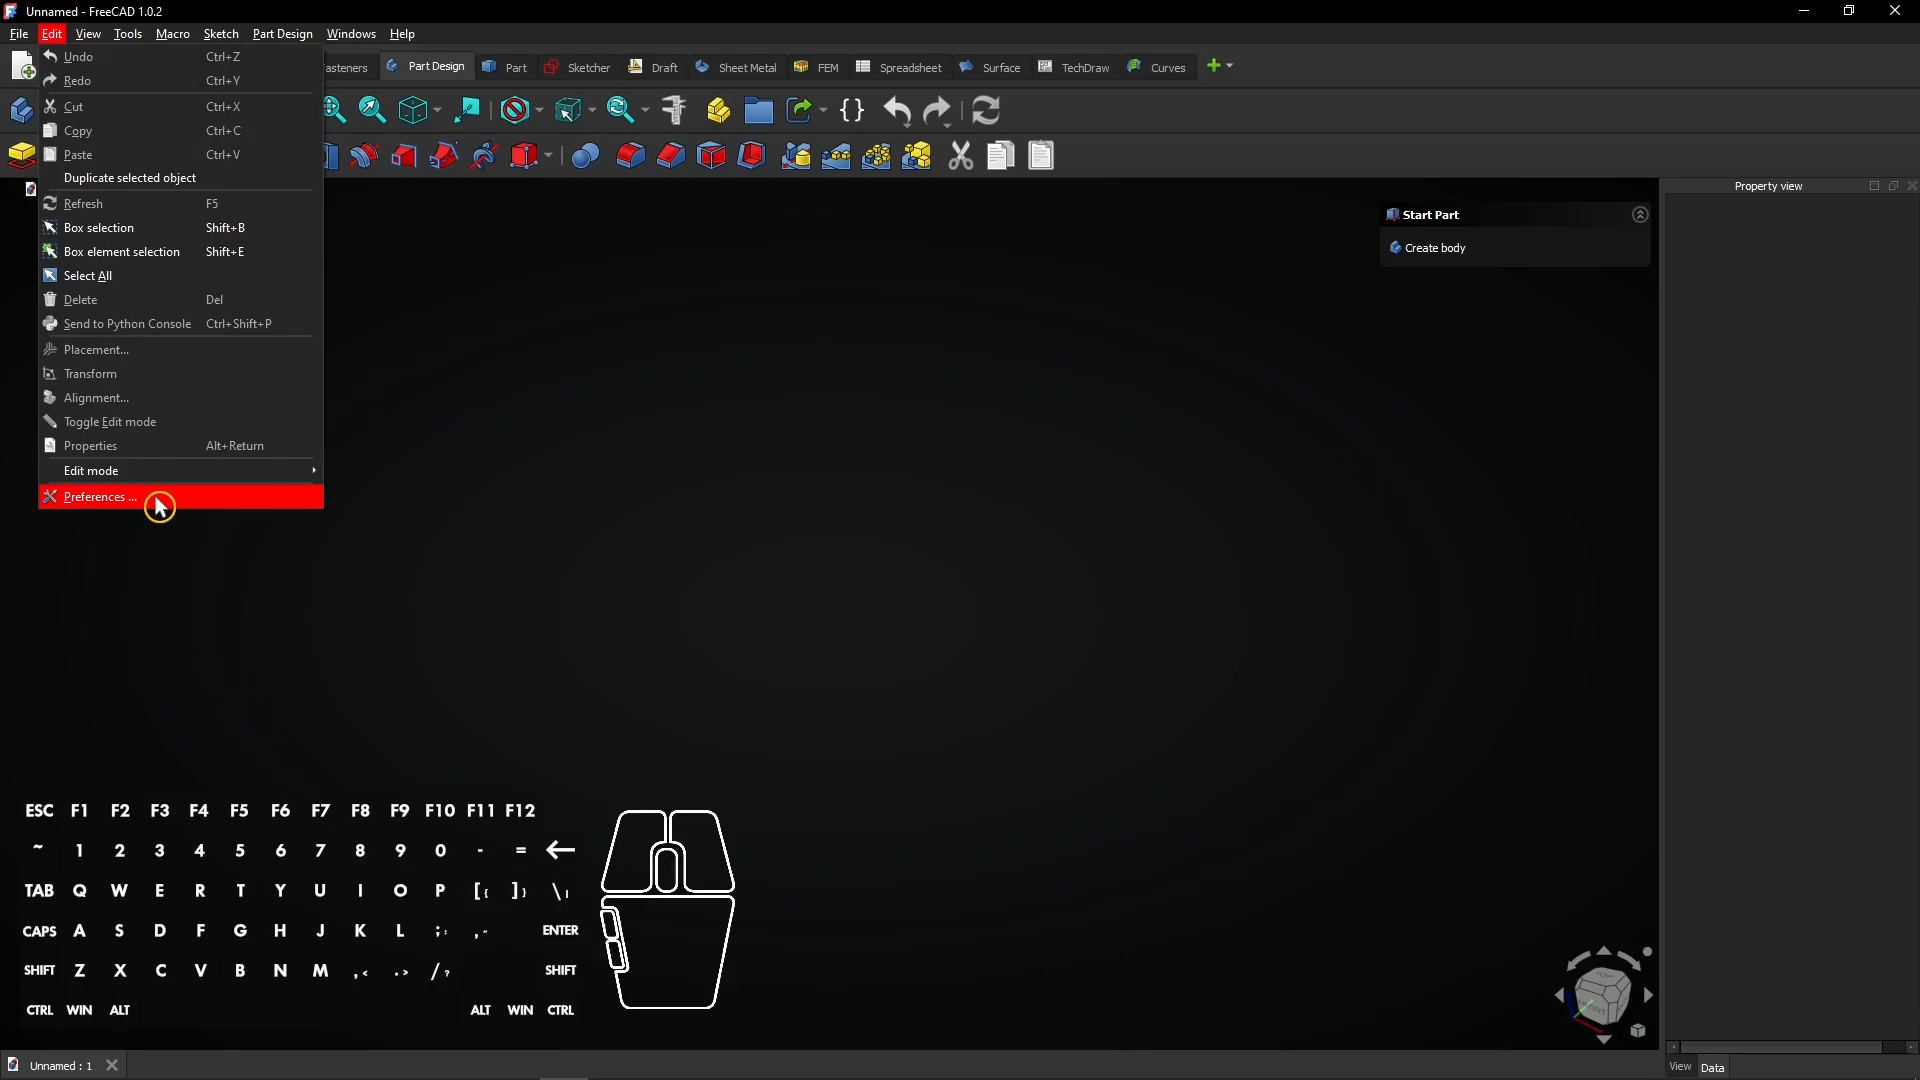 Unnamed - FreeCAD 1.0.2
File Edit View Tools Macro Sketch Part Design Windows Help
asteners Part Design Part Sketcher Draft Sheet Metal FEM Spreadsheet Surface TechDraw Curves
Undo Ctrl+Z
Redo Ctrl+Y
Cut Ctrl+X
Copy Ctrl+C
Paste Ctrl+V
Duplicate selected object
Refresh F5
Box selection Shift+B
Box element selection Shift+E
Select All
Delete Del
Send to Python Console Ctrl+Shift+P
Placement...
Transform
Alignment...
Toggle Edit mode
Properties Alt+Return
Edit mode
Preferences ...
Property view
Start Part
Create body
ESC F1 F2 F3 F4 F5 F6 F7 F8 F9 F10 F11 F12
~ 1 2 3 4 5 6 7 8 9 0 - = ←
TAB Q W E R T Y U I O P [{ ]} \|
CAPS A S D F G H J K L ;: ," ENTER
SHIFT Z X C V B N M ,< .> /? SHIFT
CTRL WIN ALT ALT WIN CTRL
TOP
FRONT
Unnamed : 1
View Data